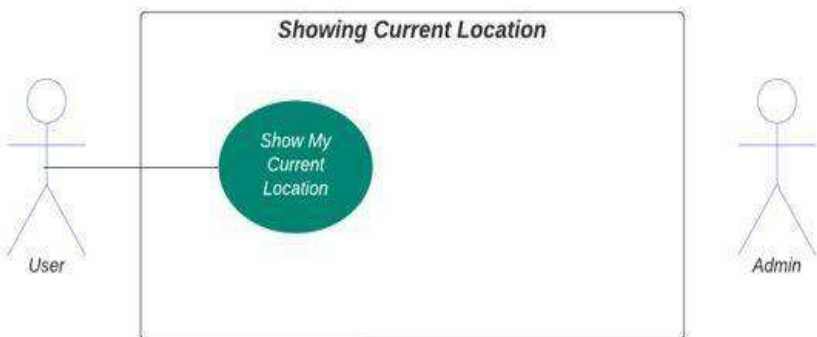 Showing Current Location
Show My
Current
Location
User
Admin